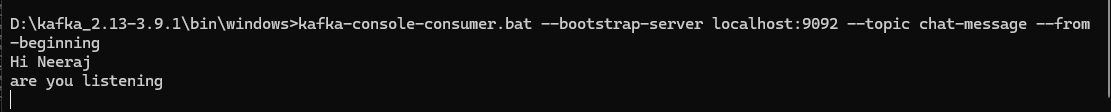 D:\kafka_2.13-3.9.1\bin\windows>kafka-console-consumer.bat --bootstrap-server localhost:9092 --topic chat-message --from
-beginning
Hi Neeraj
are you listening